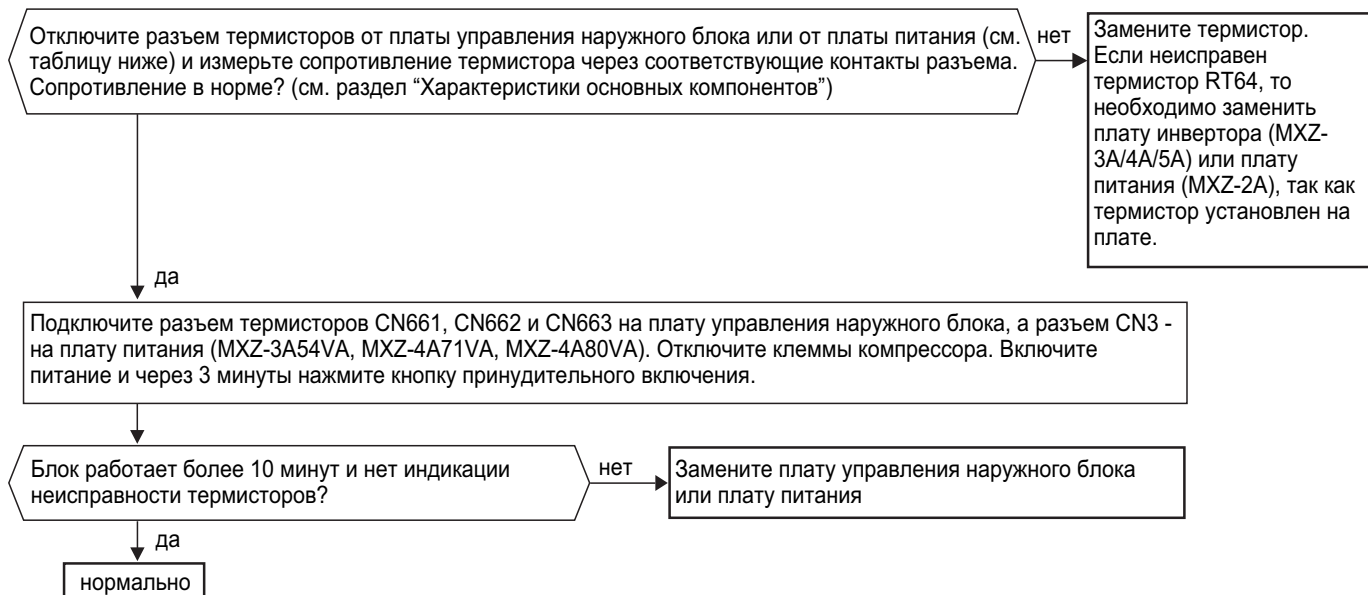 Отключите разъем термисторов от платы управления наружного блока или от платы питания (см.
таблицу ниже) и измерьте сопротивление термистора через соответствующие контакты разъема.
Сопротивление в норме? (см. раздел “Характеристики основных компонентов”)
нет
Замените термистор.
Если неисправен
термистор RT64, то
необходимо заменить
плату инвертора (MXZ-
3A/4A/5A) или плату
питания (MXZ-2A), так как
термистор установлен на
плате.
да
Подключите разъем термисторов CN661, CN662 и CN663 на плату управления наружного блока, а разъем CN3 -
на плату питания (MXZ-3A54VA, MXZ-4A71VA, MXZ-4A80VA). Отключите клеммы компрессора. Включите
питание и через 3 минуты нажмите кнопку принудительного включения.
Блок работает более 10 минут и нет индикации
неисправности термисторов?
нет
Замените плату управления наружного блока
или плату питания
да
нормально